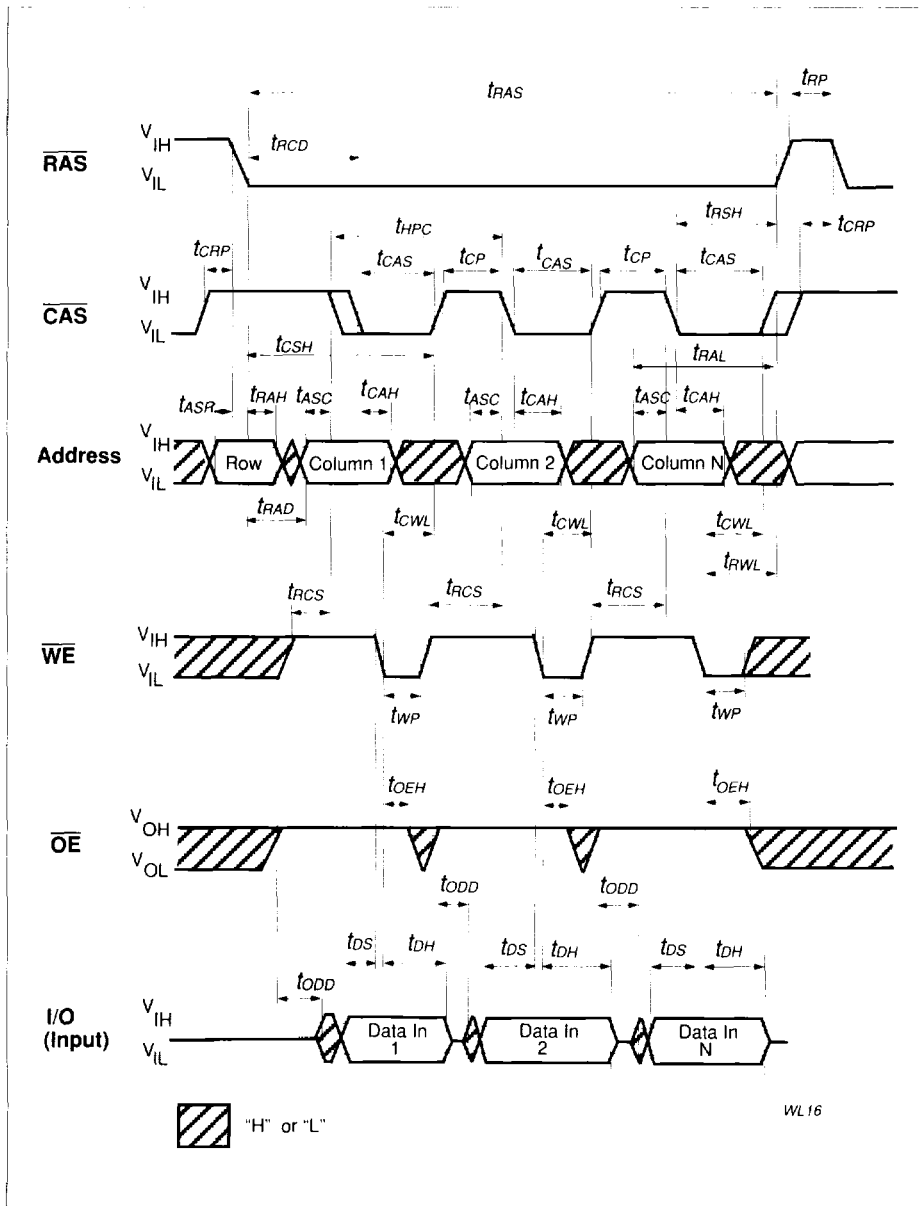 tRAS
tRP
tRCD
VIH
RAS
VIL
tRSH
tCRP
tHPC
tCRP
tCAS
tCP
tCAS
tCP
tCAS
VIH
CAS
VIL
tCSH
tRAL
tASR
tRAH
tASC
tCAH
tASC
tCAH
tASC
tCAH
VIH
Address
Row
Column 1
Column 2
Column N
VIL
tRAD
tCWL
tCWL
tCWL
tRWL
tRCS
tRCS
tRCS
VIH
WE
VIL
tWP
tWP
tWP
tOEH
tOEH
tOEH
VOH
OE
VOL
tODD
tODD
tDS
tDH
tDS
tDH
tDS
tDH
tODD
VIH
I/O
(Input)
VIL
Data In
1
Data In
2
Data In
N
"H" or "L"
WL16